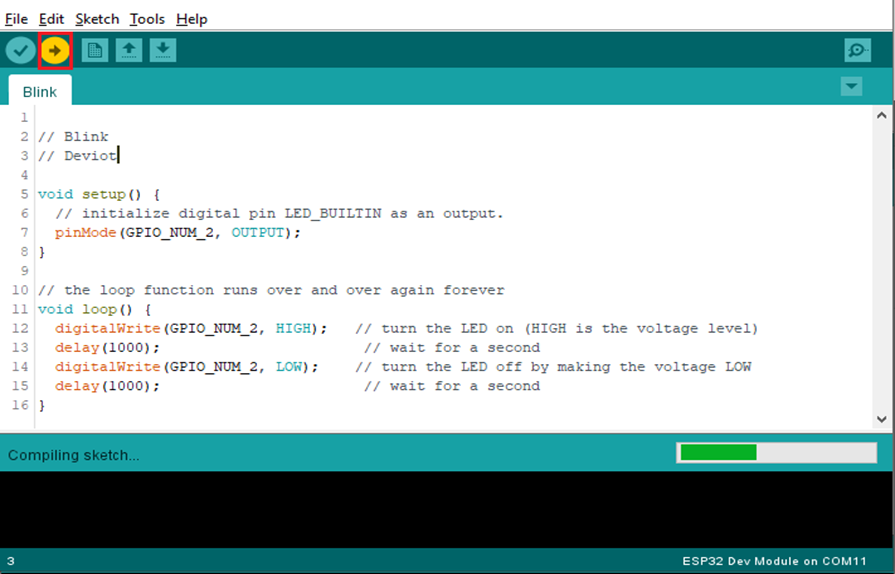 File Edit Sketch Tools Help
Blink
1
2 // Blink
3 // Deviot
4
5 void setup() {
6   // initialize digital pin LED_BUILTIN as an output.
7   pinMode(GPIO_NUM_2, OUTPUT);
8 }
9
10 // the loop function runs over and over again forever
11 void loop() {
12   digitalWrite(GPIO_NUM_2, HIGH);   // turn the LED on (HIGH is the voltage level)
13   delay(1000);                       // wait for a second
14   digitalWrite(GPIO_NUM_2, LOW);    // turn the LED off by making the voltage LOW
15   delay(1000);                       // wait for a second
16 }
Compiling sketch...
3 ESP32 Dev Module on COM11